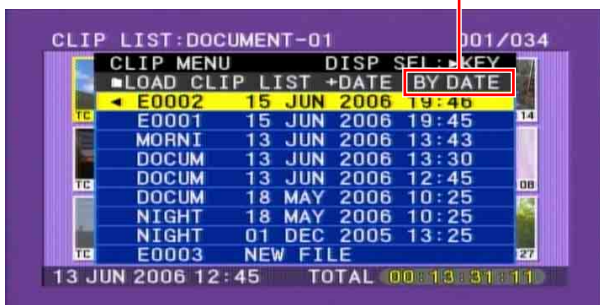 CLIP LIST:DOCUMENT-01 001/034
CLIP MENU DISP SEL:►KEY
LOAD CLIP LIST +DATE BY DATE
◄ E0002 15 JUN 2006 19:46
E0001 15 JUN 2006 19:45
TC 14
MORNI 13 JUN 2006 13:43
DOCUM 13 JUN 2006 13:30
DOCUM 13 JUN 2006 12:45
TC 08
DOCUM 18 MAY 2006 10:25
NIGHT 18 MAY 2006 10:25
NIGHT 01 DEC 2005 13:25
E0003 NEW FILE
TC 27
13 JUN 2006 12:45 TOTAL 00:13:31:11